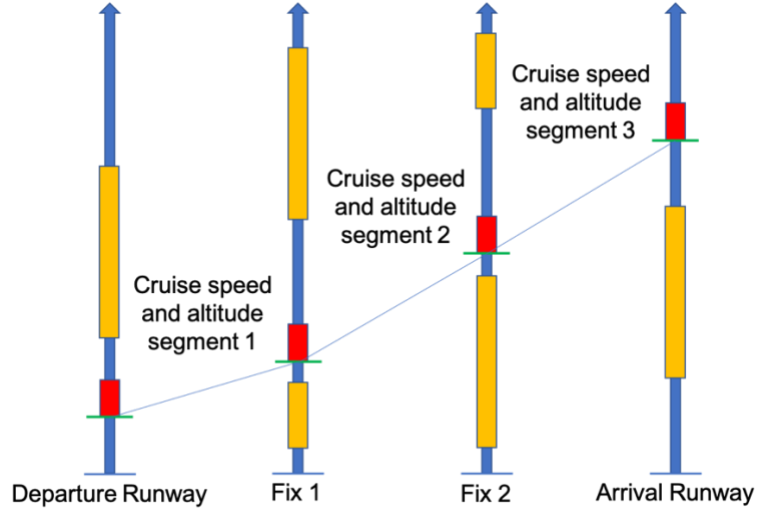 Cruise speed
and altitude
segment 3
Cruise speed
and altitude
segment 2
Cruise speed
and altitude
segment 1
Departure Runway
Fix 1
Fix 2
Arrival Runway